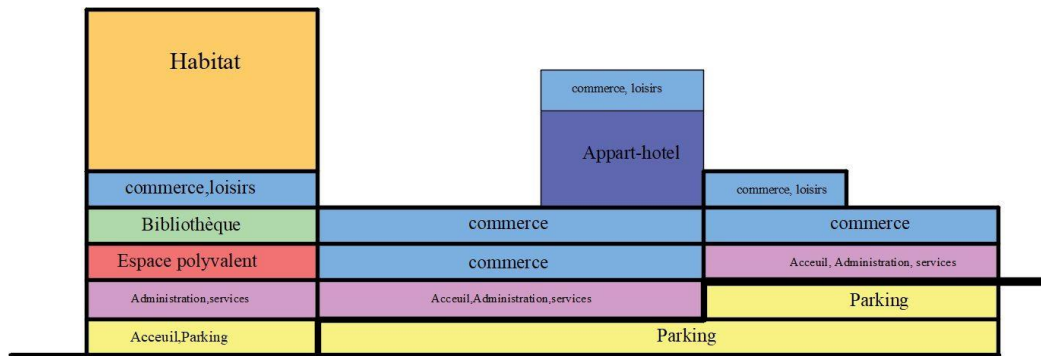 Habitat
commerce, loisirs
Appart-hotel
commerce,loisirs
commerce, loisirs
Bibliothèque
commerce
commerce
Espace polyvalent
commerce
Acceuil, Administration, services
Administration,services
Acceuil,Administration,services
Parking
Acceuil,Parking
Parking